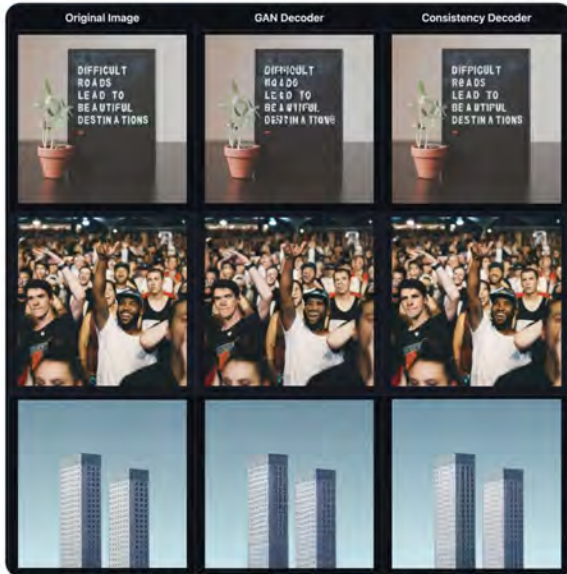 Original Image GAN Decoder Consistency Decoder
DIFFICULT
ROADS
LEAD TO
BEAUTIFUL
DESTINATIONS
LEAD TO
BEAUTIFUL
DIFFICULT
ROADS
LEAD TO
BEAUTIFUL
DESTINATIONS